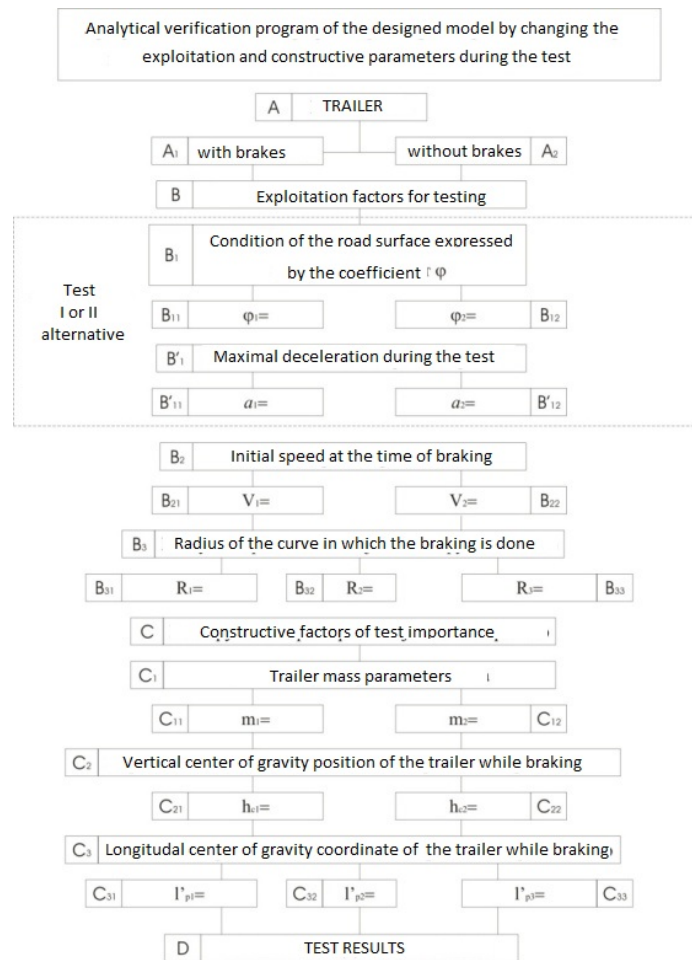 Analytical verification program of the designed model by changing the
exploitation and constructive parameters during the test
A TRAILER
A₁ with brakes without brakes A₂
B Exploitation factors for testing
B₁ Condition of the road surface expressed
by the coefficient φ
Test
I or II
alternative
B₁₁ φ₁= φ₂= B₁₂
B'₁ Maximal deceleration during the test
B'₁₁ a₁= a₂= B'₁₂
B₂ Initial speed at the time of braking
B₂₁ V₁= V₂= B₂₂
B₃ Radius of the curve in which the braking is done
B₃₁ R₁= B₃₂ R₂= R₃= B₃₃
C Constructive factors of test importance
C₁ Trailer mass parameters
C₁₁ m₁= m₂= C₁₂
C₂ Vertical center of gravity position of the trailer while braking
C₂₁ hc1= hc2= C₂₂
C₃ Longitudal center of gravity coordinate of the trailer while braking
C₃₁ l'p1= C₃₂ l'p2= l'p3= C₃₃
D TEST RESULTS